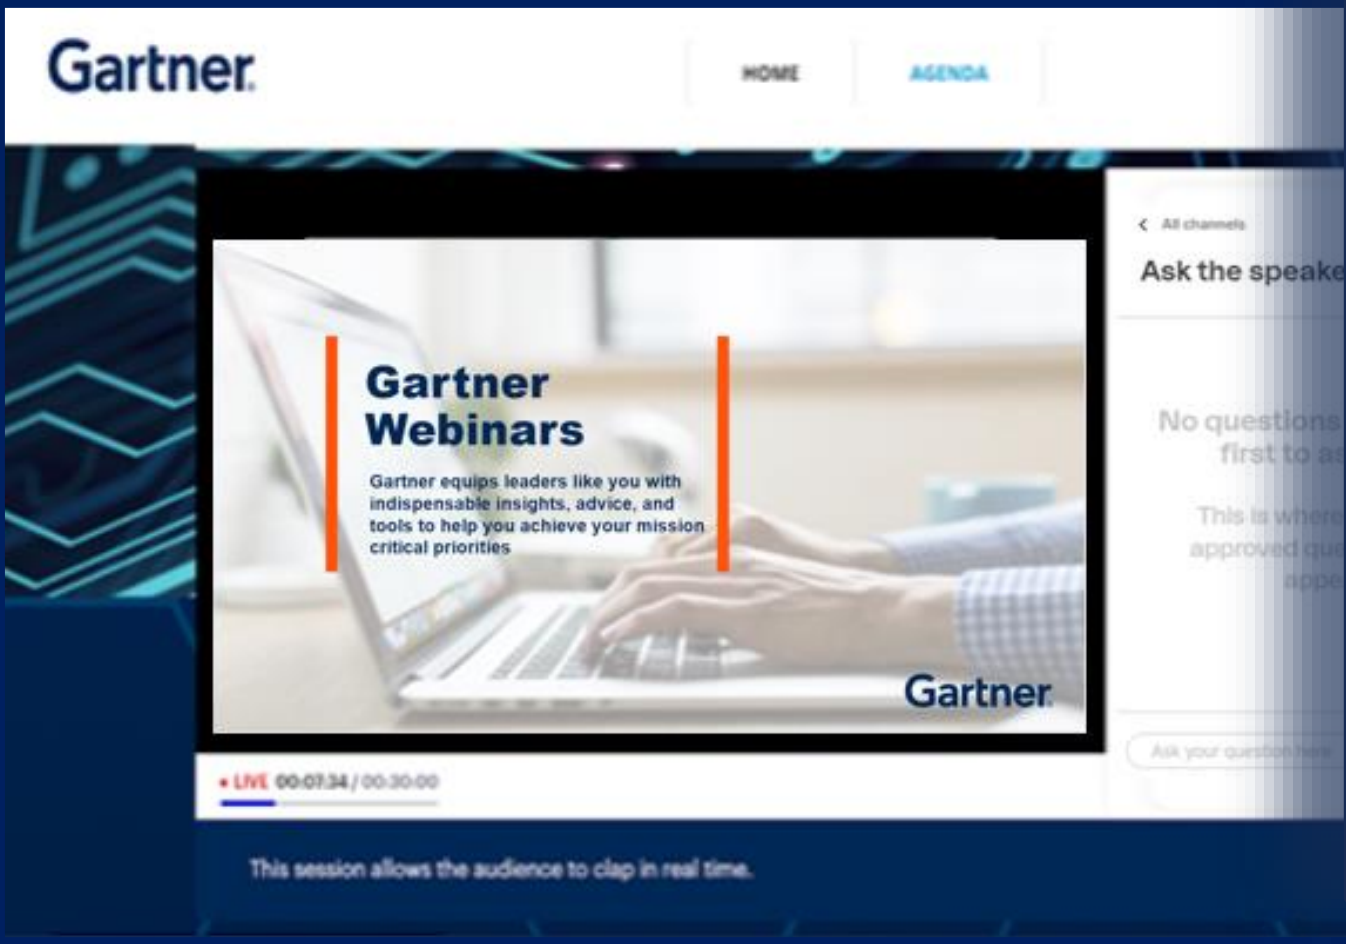 Gartner
HOME
AGENDA
All channels
Ask the speake
Gartner
Webinars
Gartner equips leaders like you with
indispensable insights, advice, and
tools to help you achieve your mission
critical priorities
Gartner
No questions
first to as
This is where
approved que
appe
Ask your question here
LIVE 00:07:34 / 00:30:00
This session allows the audience to clap in real time.